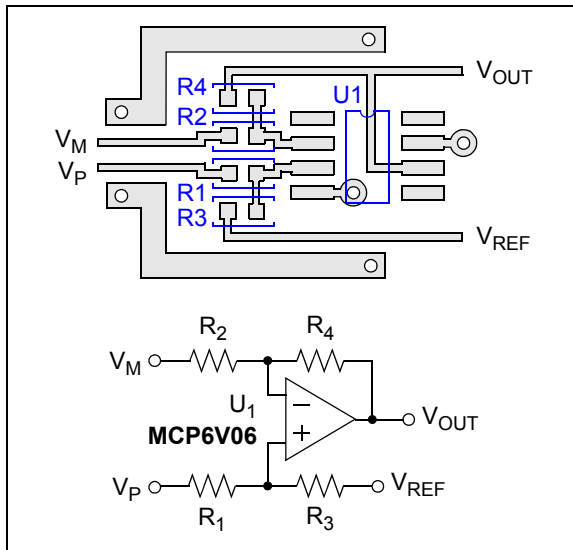 R4
V_OUT
U1
R2
V_M
V_P
R1
R3
V_REF
R_2
R_4
V_M
−
U_1
V_OUT
MCP6V06
+
V_P
V_REF
R_1
R_3